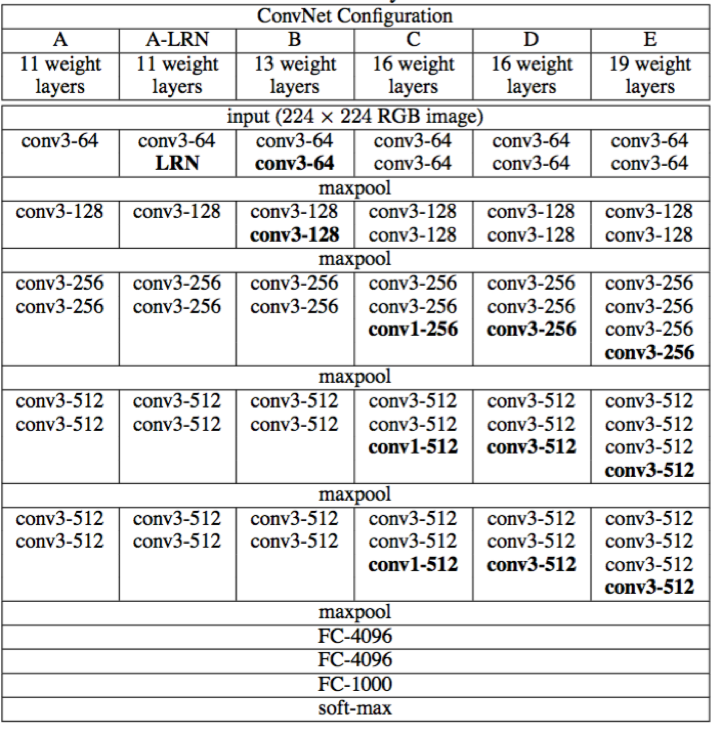 ConvNet Configuration
A A-LRN B C D E
11 weight 11 weight 13 weight 16 weight 16 weight 19 weight
layers layers layers layers layers layers
input (224 × 224 RGB image)
conv3-64 conv3-64 conv3-64 conv3-64 conv3-64 conv3-64
LRN conv3-64 conv3-64 conv3-64 conv3-64
maxpool
conv3-128 conv3-128 conv3-128 conv3-128 conv3-128 conv3-128
conv3-128 conv3-128 conv3-128 conv3-128
maxpool
conv3-256 conv3-256 conv3-256 conv3-256 conv3-256 conv3-256
conv3-256 conv3-256 conv3-256 conv3-256 conv3-256 conv3-256
conv1-256 conv3-256 conv3-256
conv3-256
maxpool
conv3-512 conv3-512 conv3-512 conv3-512 conv3-512 conv3-512
conv3-512 conv3-512 conv3-512 conv3-512 conv3-512 conv3-512
conv1-512 conv3-512 conv3-512
conv3-512
maxpool
conv3-512 conv3-512 conv3-512 conv3-512 conv3-512 conv3-512
conv3-512 conv3-512 conv3-512 conv3-512 conv3-512 conv3-512
conv1-512 conv3-512 conv3-512
conv3-512
maxpool
FC-4096
FC-4096
FC-1000
soft-max